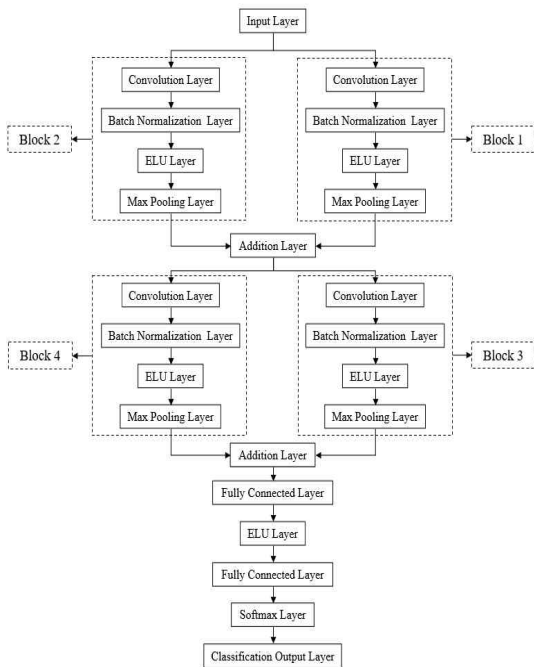 Input Layer
Convolution Layer
Convolution Layer
Batch Normalization Layer
Batch Normalization Layer
Block 2
Block 1
ELU Layer
ELU Layer
Max Pooling Layer
Max Pooling Layer
Addition Layer
Convolution Layer
Convolution Layer
Batch Normalization Layer
Batch Normalization Layer
Block 4
Block 3
ELU Layer
ELU Layer
Max Pooling Layer
Max Pooling Layer
Addition Layer
Fully Connected Layer
ELU Layer
Fully Connected Layer
Softmax Layer
Classification Output Layer